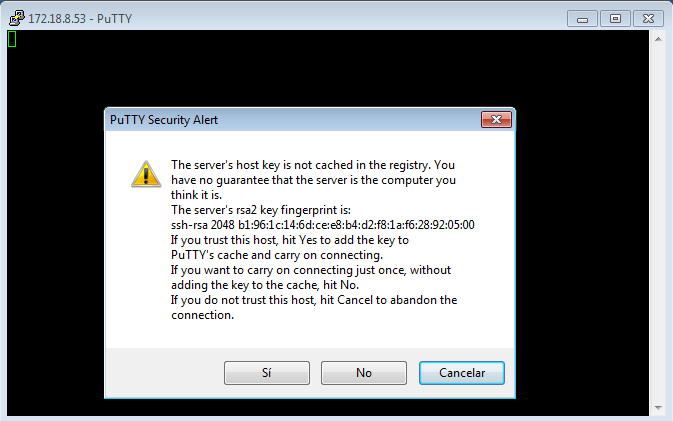 172.18.8.53 - PuTTY
PuTTY Security Alert
The server's host key is not cached in the registry. You
have no guarantee that the server is the computer you
think it is.
The server's rsa2 key fingerprint is:
ssh-rsa 2048 b1:96:1c:14:6d:ce:e8:b4:d2:f8:1a:f6:28:92:05:00
If you trust this host, hit Yes to add the key to
PuTTY's cache and carry on connecting.
If you want to carry on connecting just once, without
adding the key to the cache, hit No.
If you do not trust this host, hit Cancel to abandon the
connection.
Sí
No
Cancelar